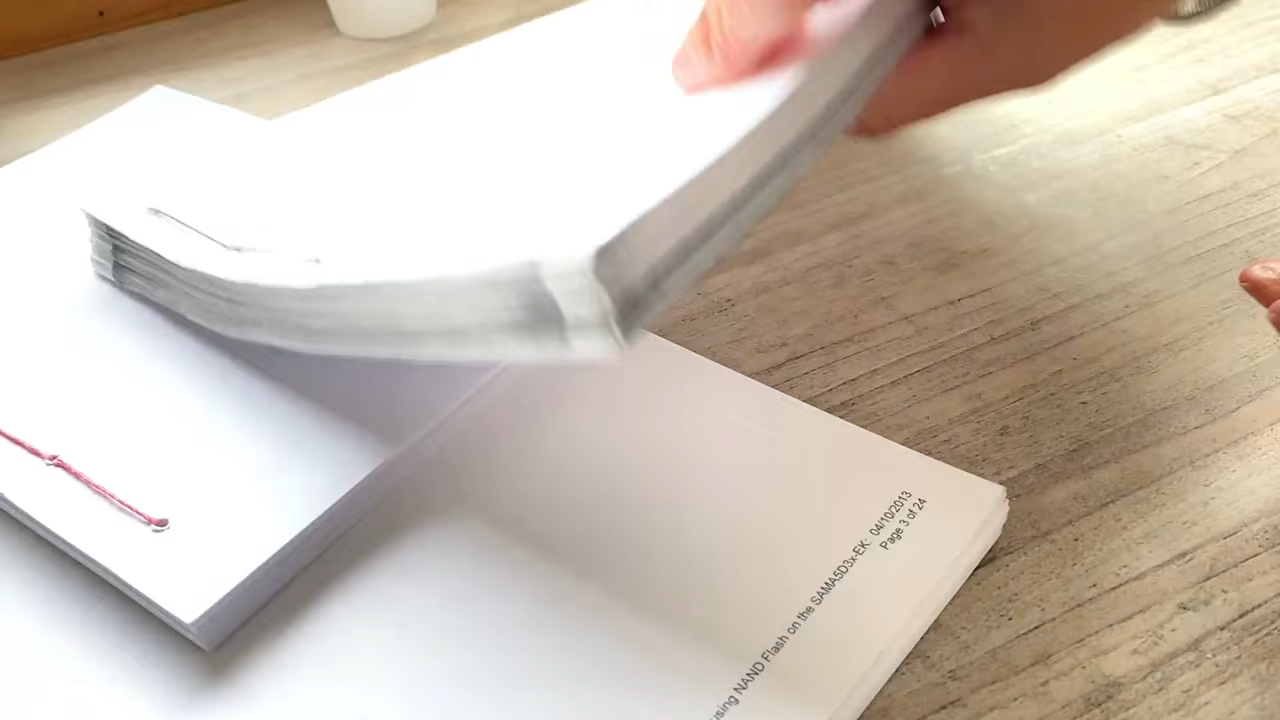 using NAND Flash on the SAMA5D3x-EK: 04/10/2013
Page 3 of 24